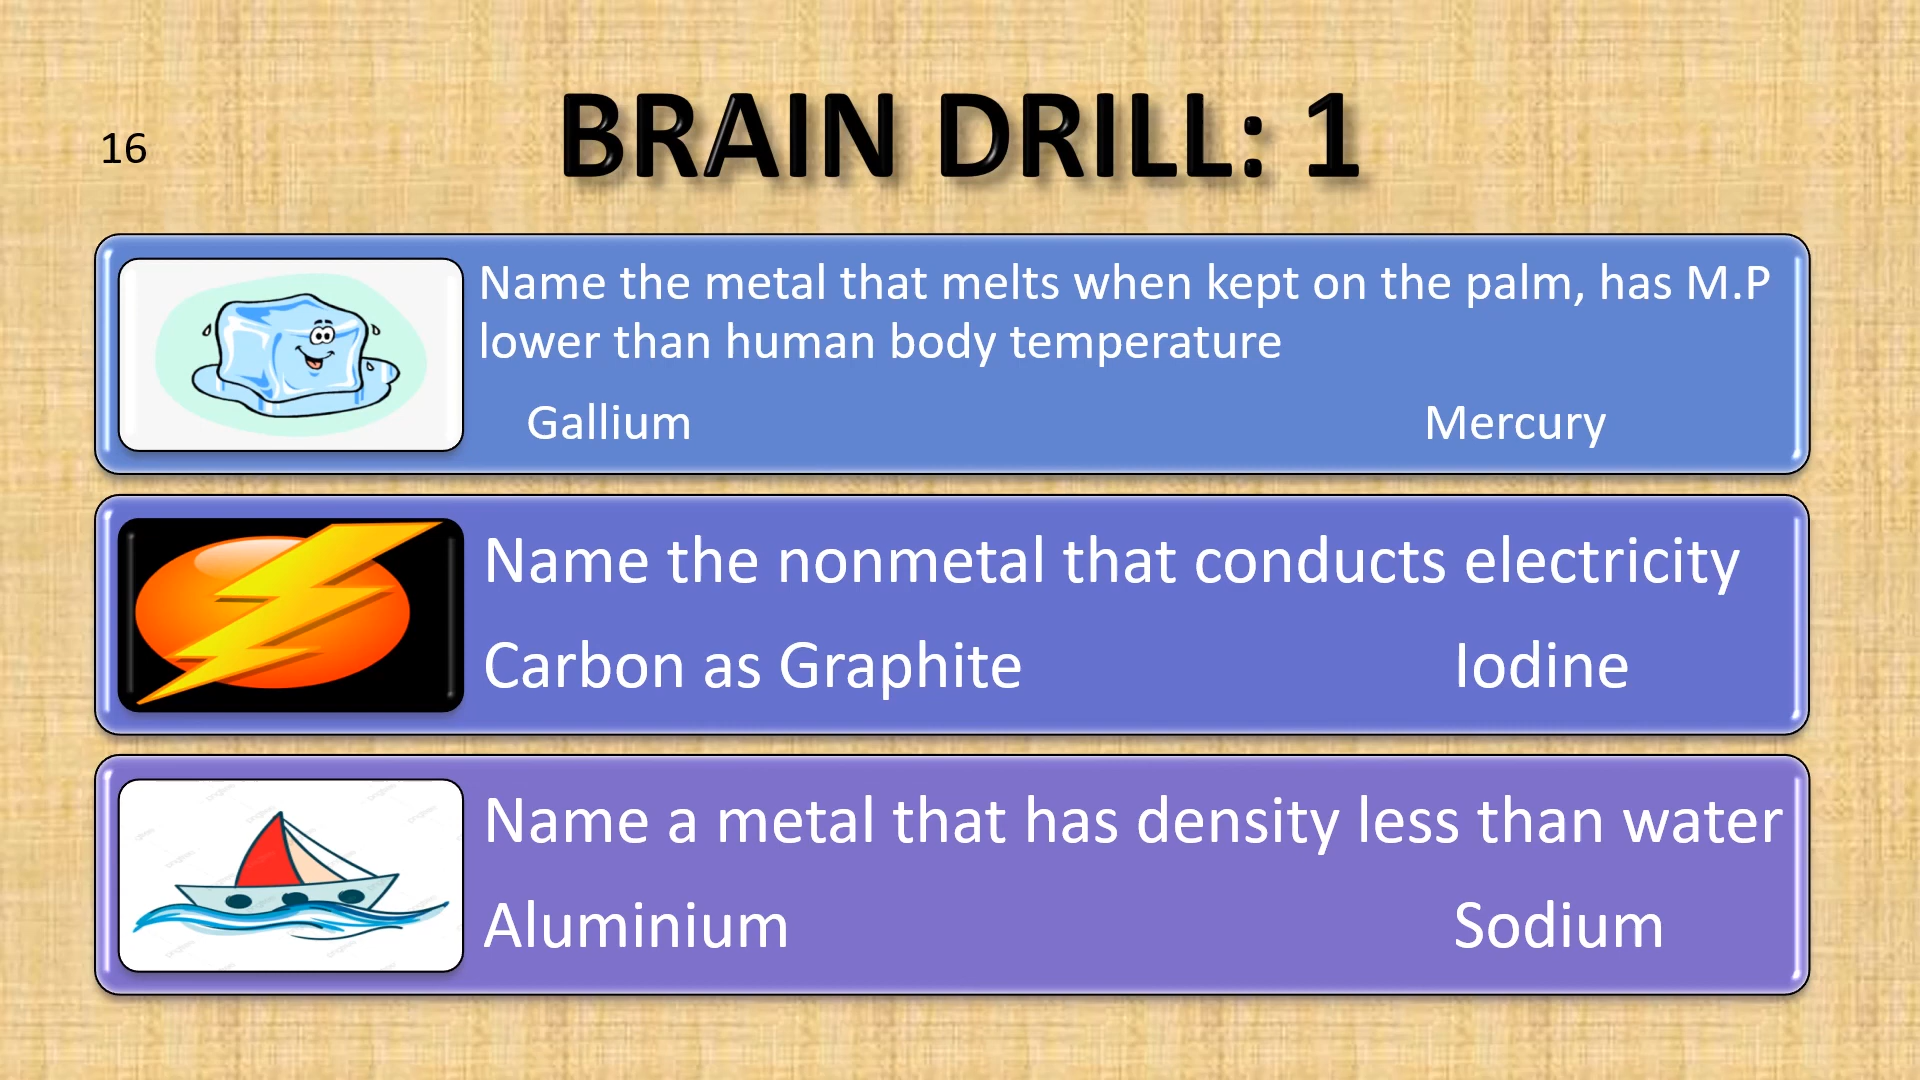 16
BRAIN DRILL: 1
Name the metal that melts when kept on the palm, has M.P
lower than human body temperature
Gallium Mercury
Name the nonmetal that conducts electricity
Carbon as Graphite Iodine
Name a metal that has density less than water
Aluminium Sodium